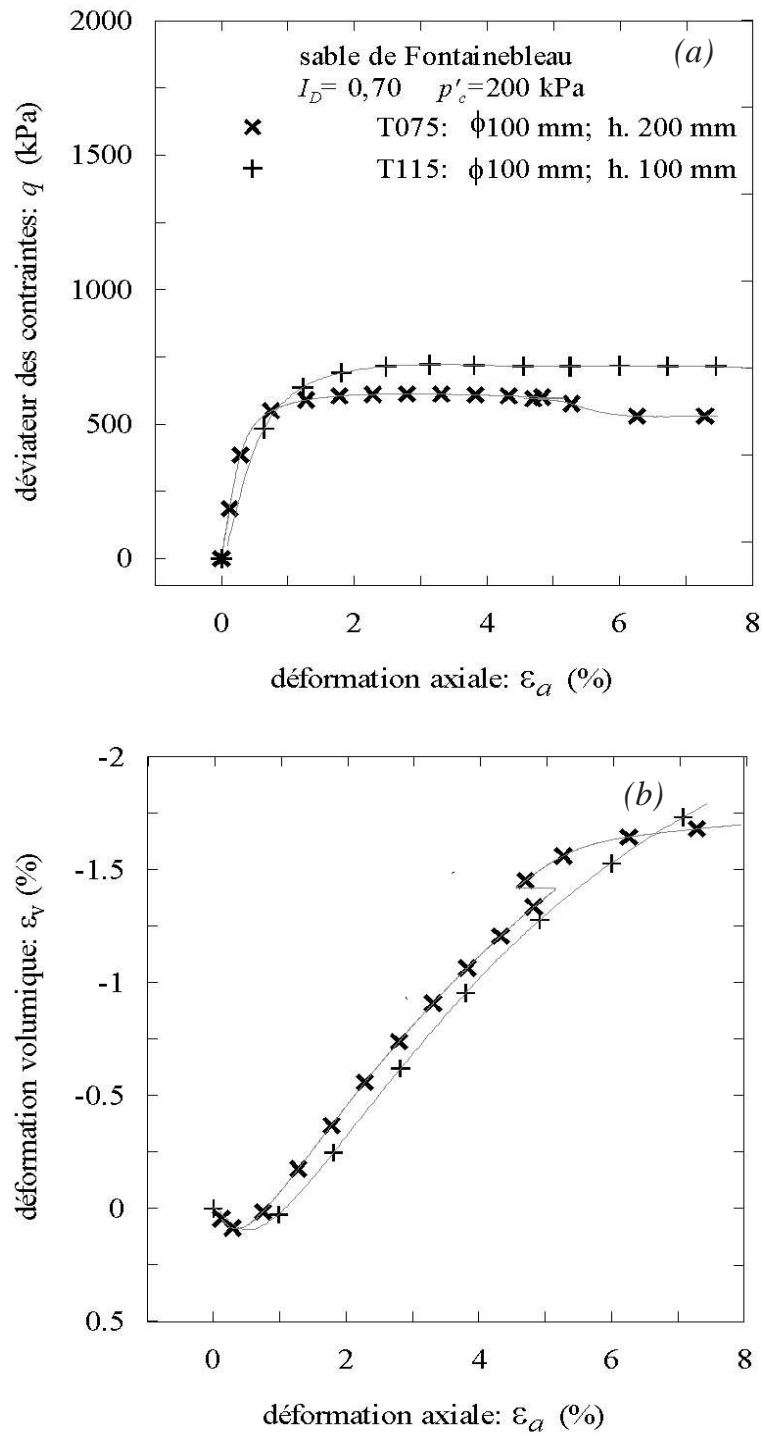 2000
sable de Fontainebleau
(a)
I_D= 0,70 p'_c=200 kPa
T075: ϕ100 mm; h. 200 mm
T115: ϕ100 mm; h. 100 mm
1500
1000
500
0
déviateur des contraintes: q (kPa)
0 2 4 6 8
déformation axiale: ε_a (%)
-2
(b)
-1.5
-1
-0.5
0
0.5
déformation volumique: ε_v (%)
0 2 4 6 8
déformation axiale: ε_a (%)